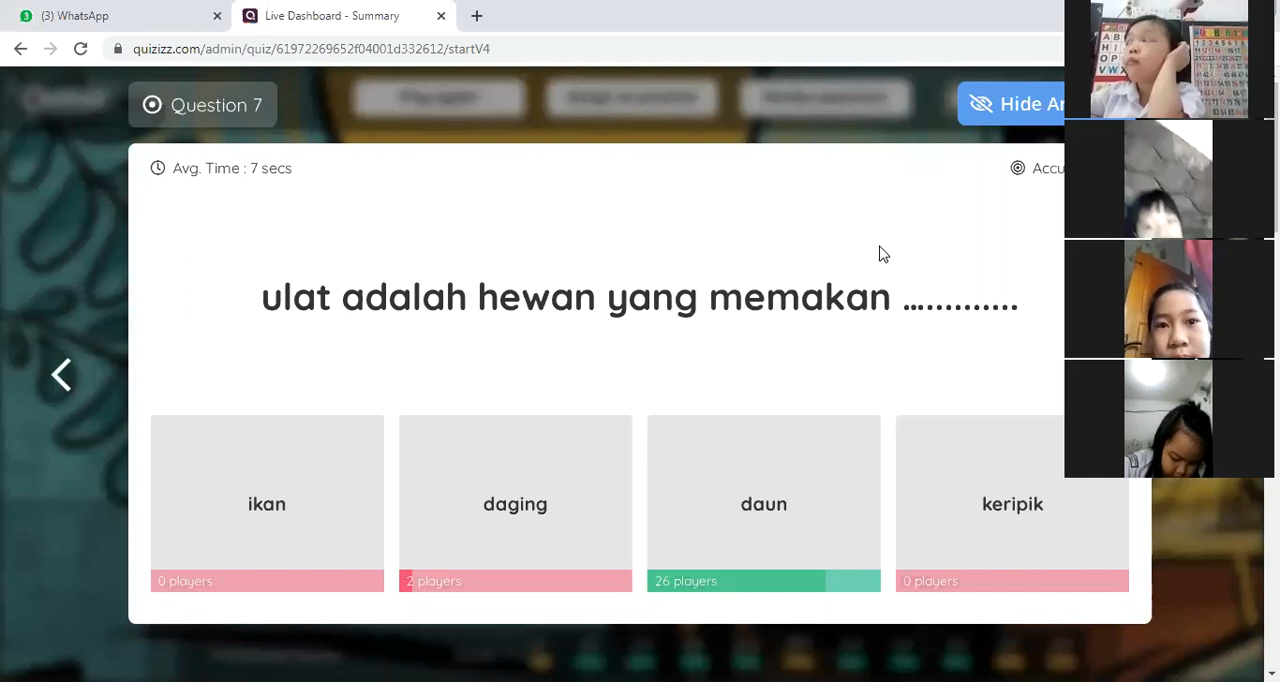 (3) WhatsApp
Live Dashboard - Summary
quizizz.com/admin/quiz/61972269652f04001d332612/startV4
Question 7
Hide An
Avg. Time : 7 secs
Accu
ulat adalah hewan yang memakan .............
ikan
daging
daun
keripik
0 players
2 players
26 players
0 players